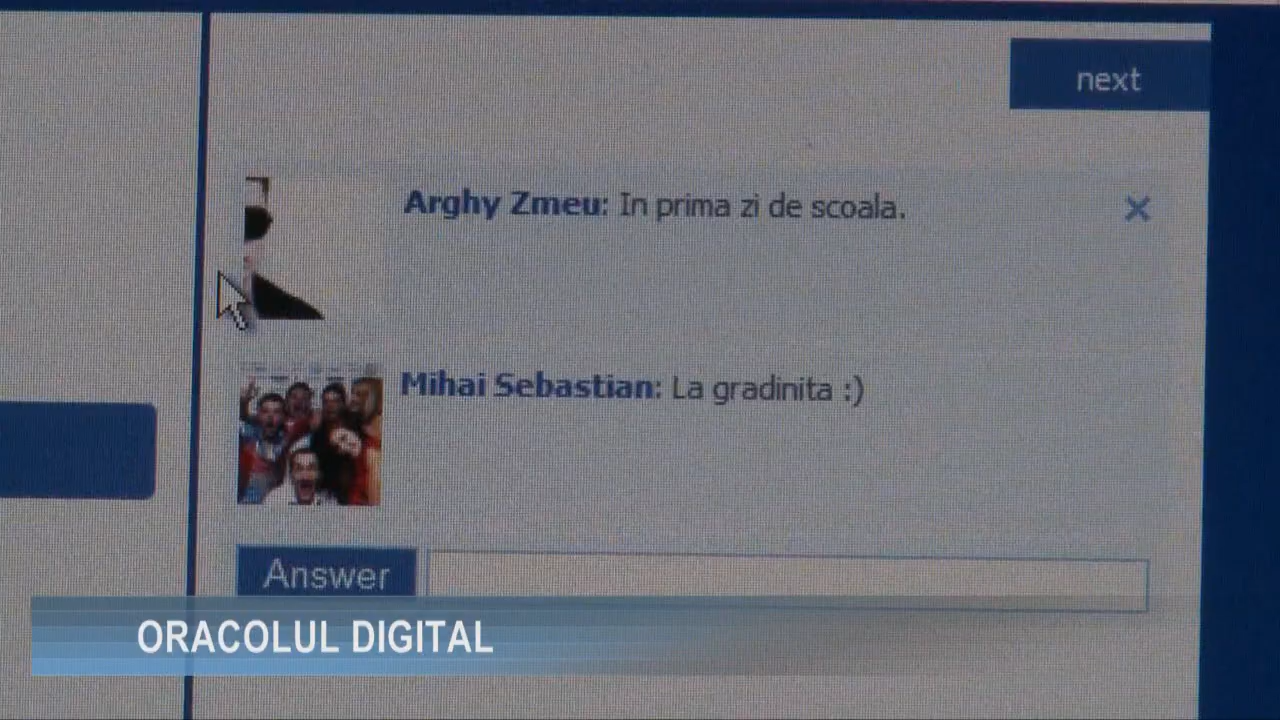 next
Arghy Zmeu: In prima zi de scoala.
Mihai Sebastian: La gradinita :)
Answer
ORACOLUL DIGITAL